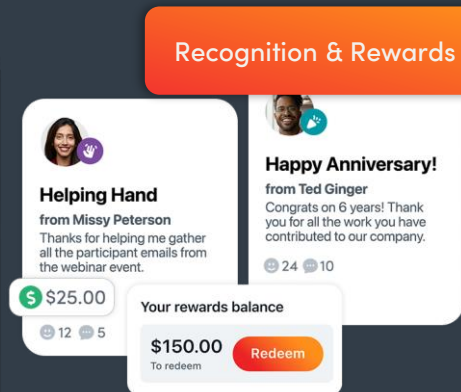 Recognition & Rewards
Helping Hand
from Missy Peterson
Thanks for helping me gather
all the participant emails from
the webinar event.
$ $25.00
12 5
Happy Anniversary!
from Ted Ginger
Congrats on 6 years! Thank
you for all the work you have
contributed to our company.
24 10
Your rewards balance
$150.00
To redeem
Redeem